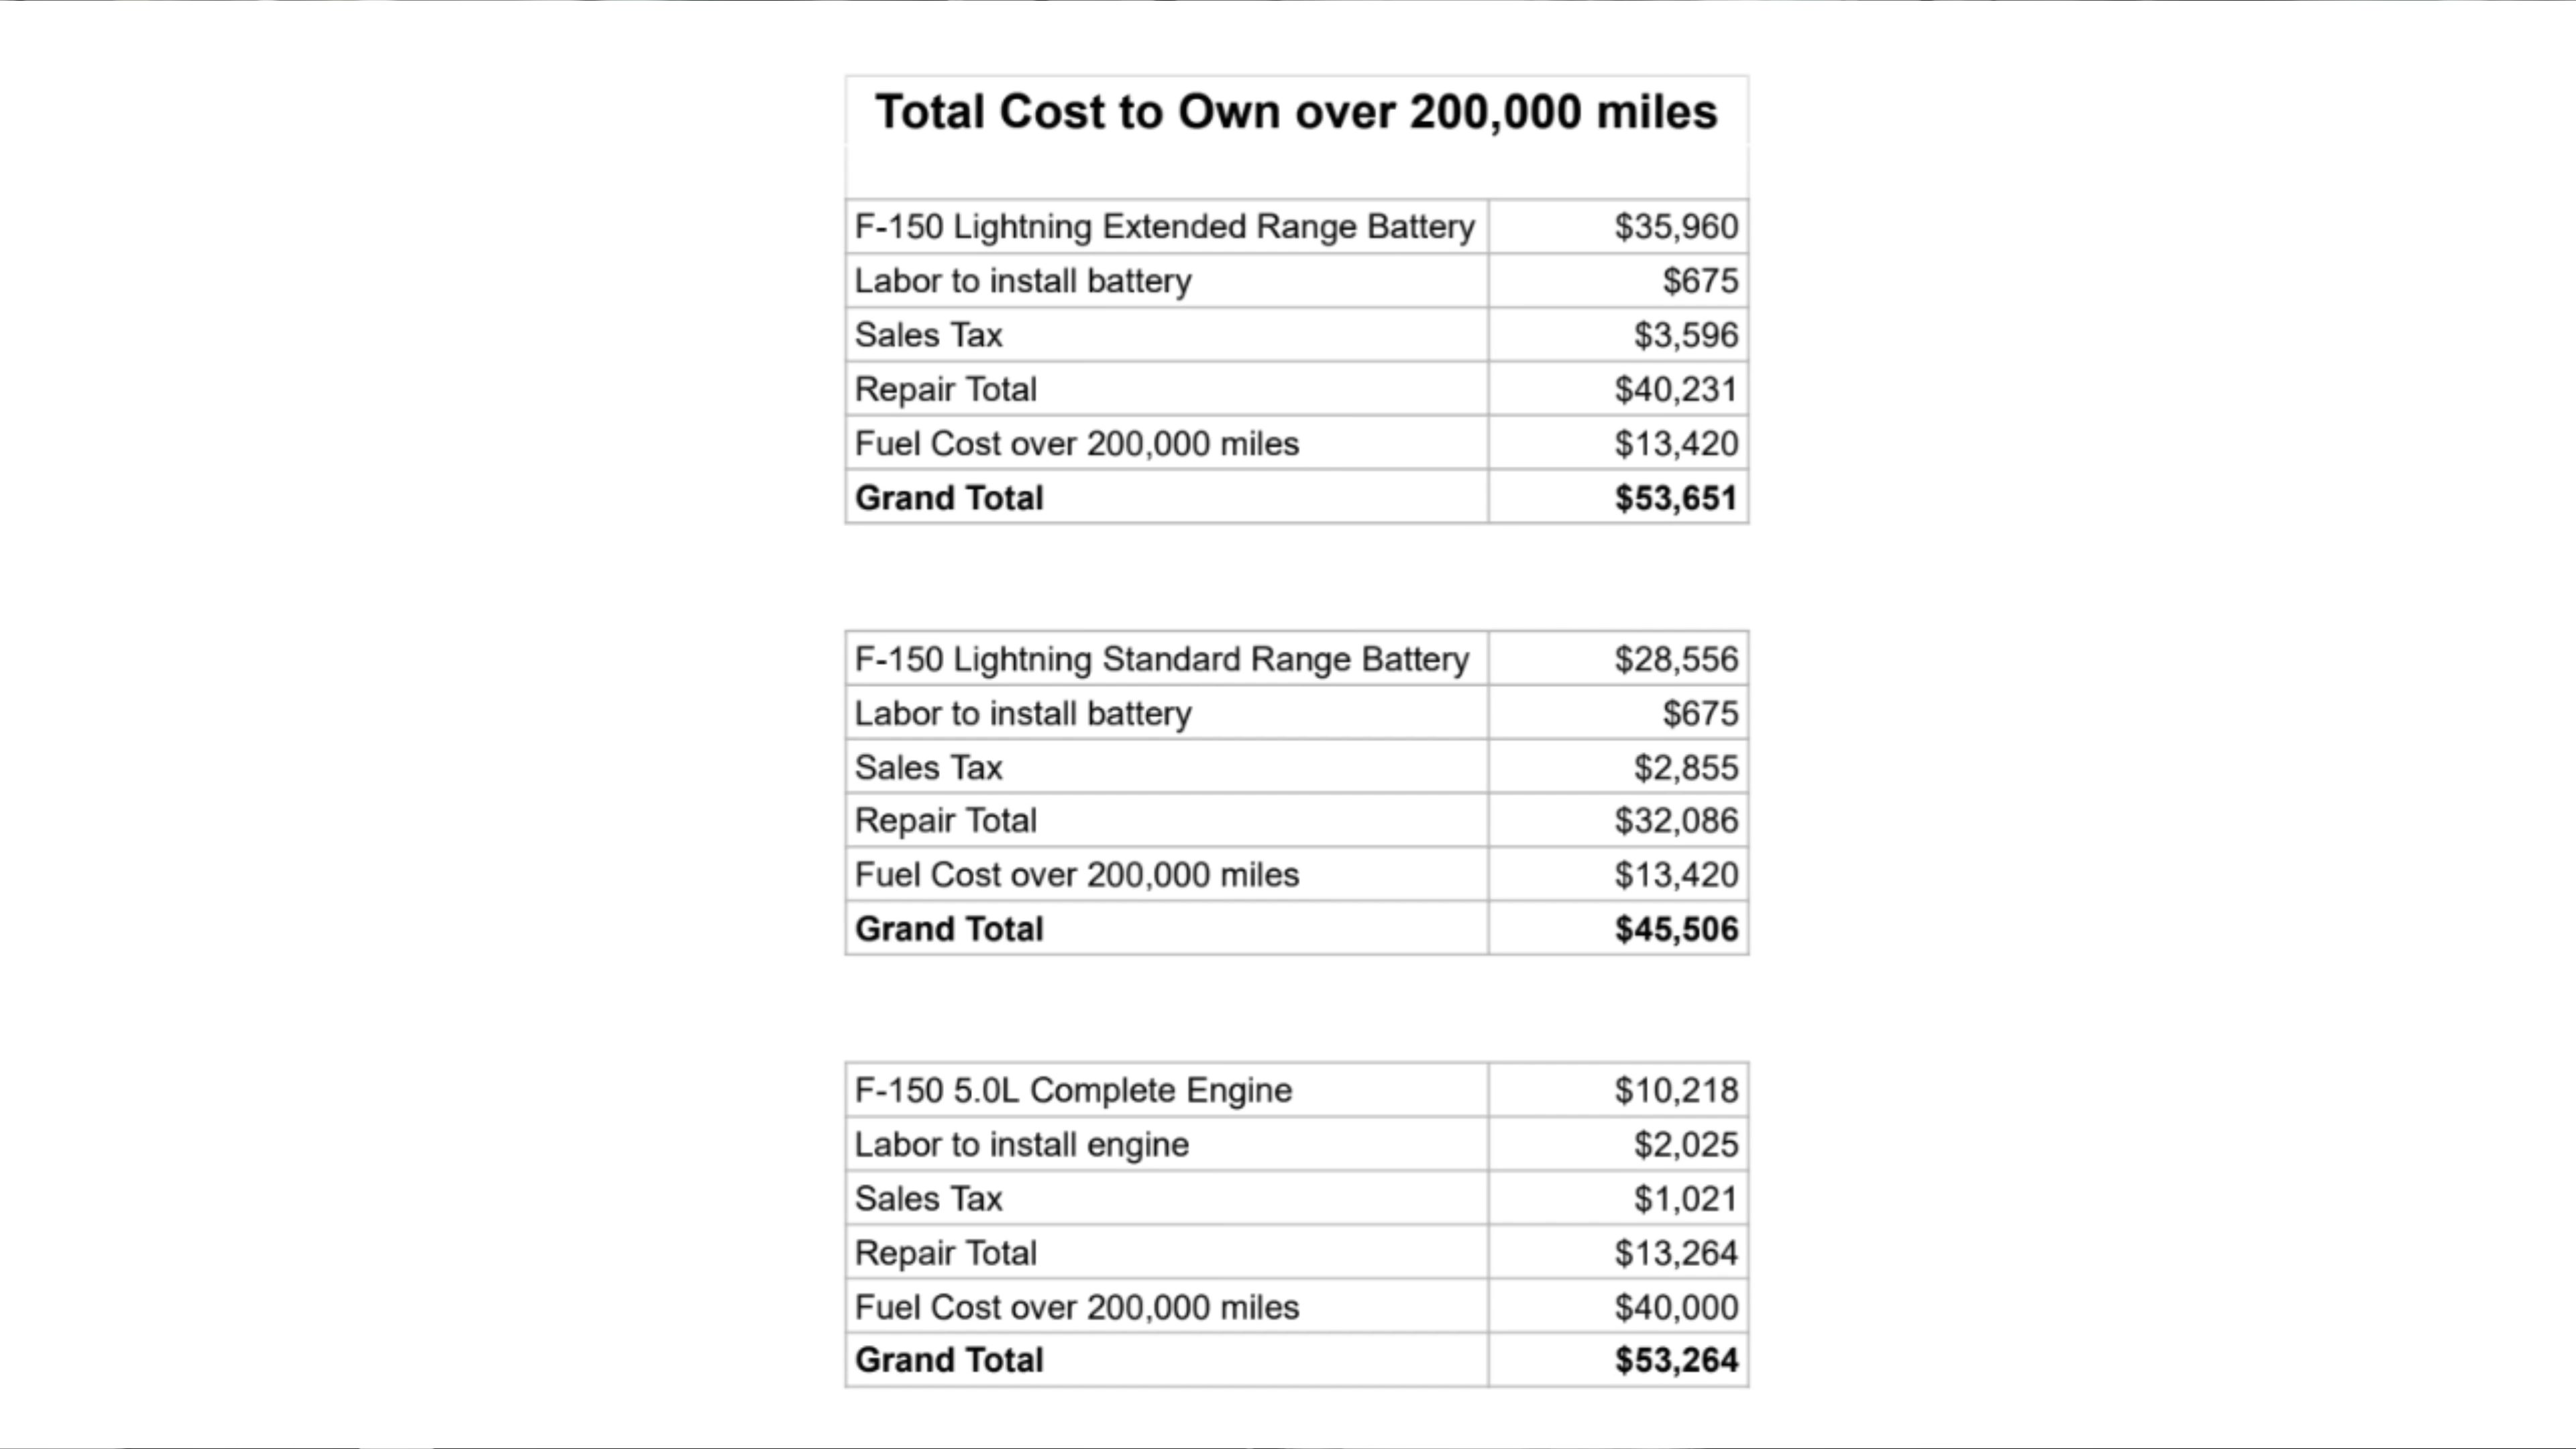 Total Cost to Own over 200,000 miles
F-150 Lightning Extended Range Battery $35,960
Labor to install battery $675
Sales Tax $3,596
Repair Total $40,231
Fuel Cost over 200,000 miles $13,420
Grand Total $53,651
F-150 Lightning Standard Range Battery $28,556
Labor to install battery $675
Sales Tax $2,855
Repair Total $32,086
Fuel Cost over 200,000 miles $13,420
Grand Total $45,506
F-150 5.0L Complete Engine $10,218
Labor to install engine $2,025
Sales Tax $1,021
Repair Total $13,264
Fuel Cost over 200,000 miles $40,000
Grand Total $53,264